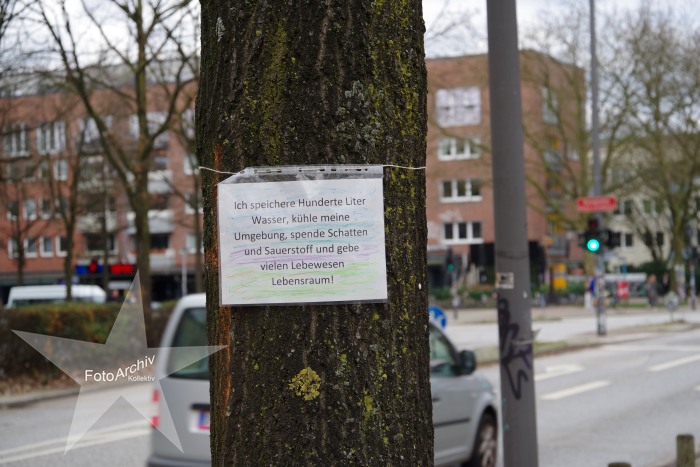 Ich speichere Hunderte Liter
Wasser, kühle meine
Umgebung, spende Schatten
und Sauerstoff und gebe
vielen Lebewesen
Lebensraum!
FotoArchiv
Kollektiv